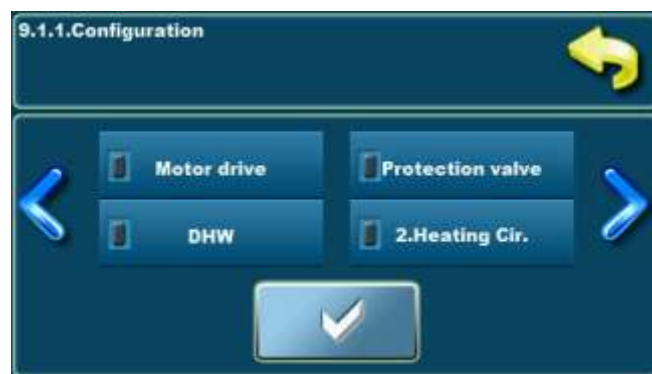 9.1.1.Configuration
Motor drive
Protection valve
DHW
2.Heating Cir.